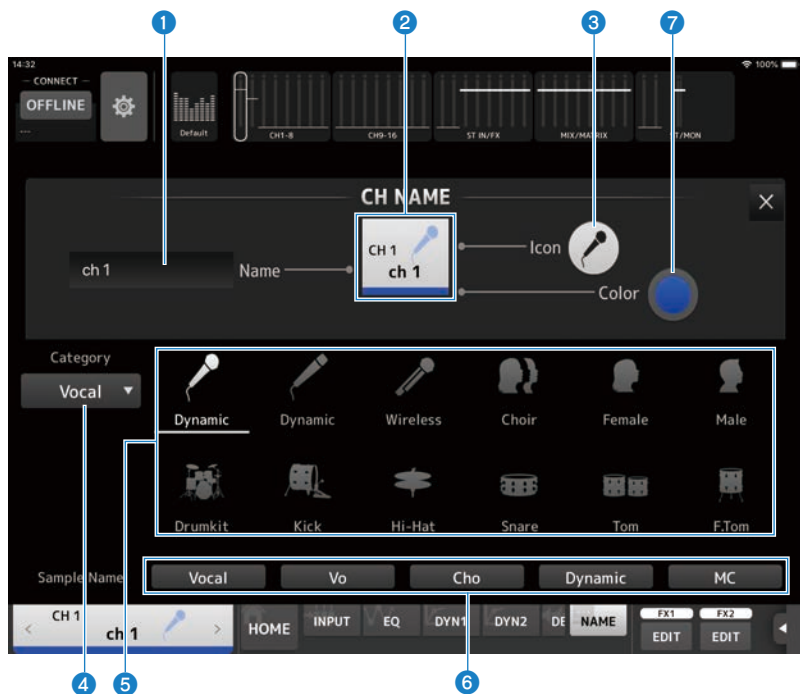 1 2 3 7
14:32 100%
CONNECT
OFFLINE
---
Default
CH1-8
CH9-16
ST IN/FX
MIX/MATRIX
CH NAME
ch 1
Name
CH 1
ch 1
Icon
Color
Category
Vocal
Dynamic Dynamic Wireless Choir Female Male
Drumkit Kick Hi-Hat Snare Tom F.Tom
Sample Name
Vocal Vo Cho Dynamic MC
CH 1
ch 1
HOME INPUT EQ DYN1 DYN2 DE NAME
FX1 FX2
EDIT EDIT
4 5 6